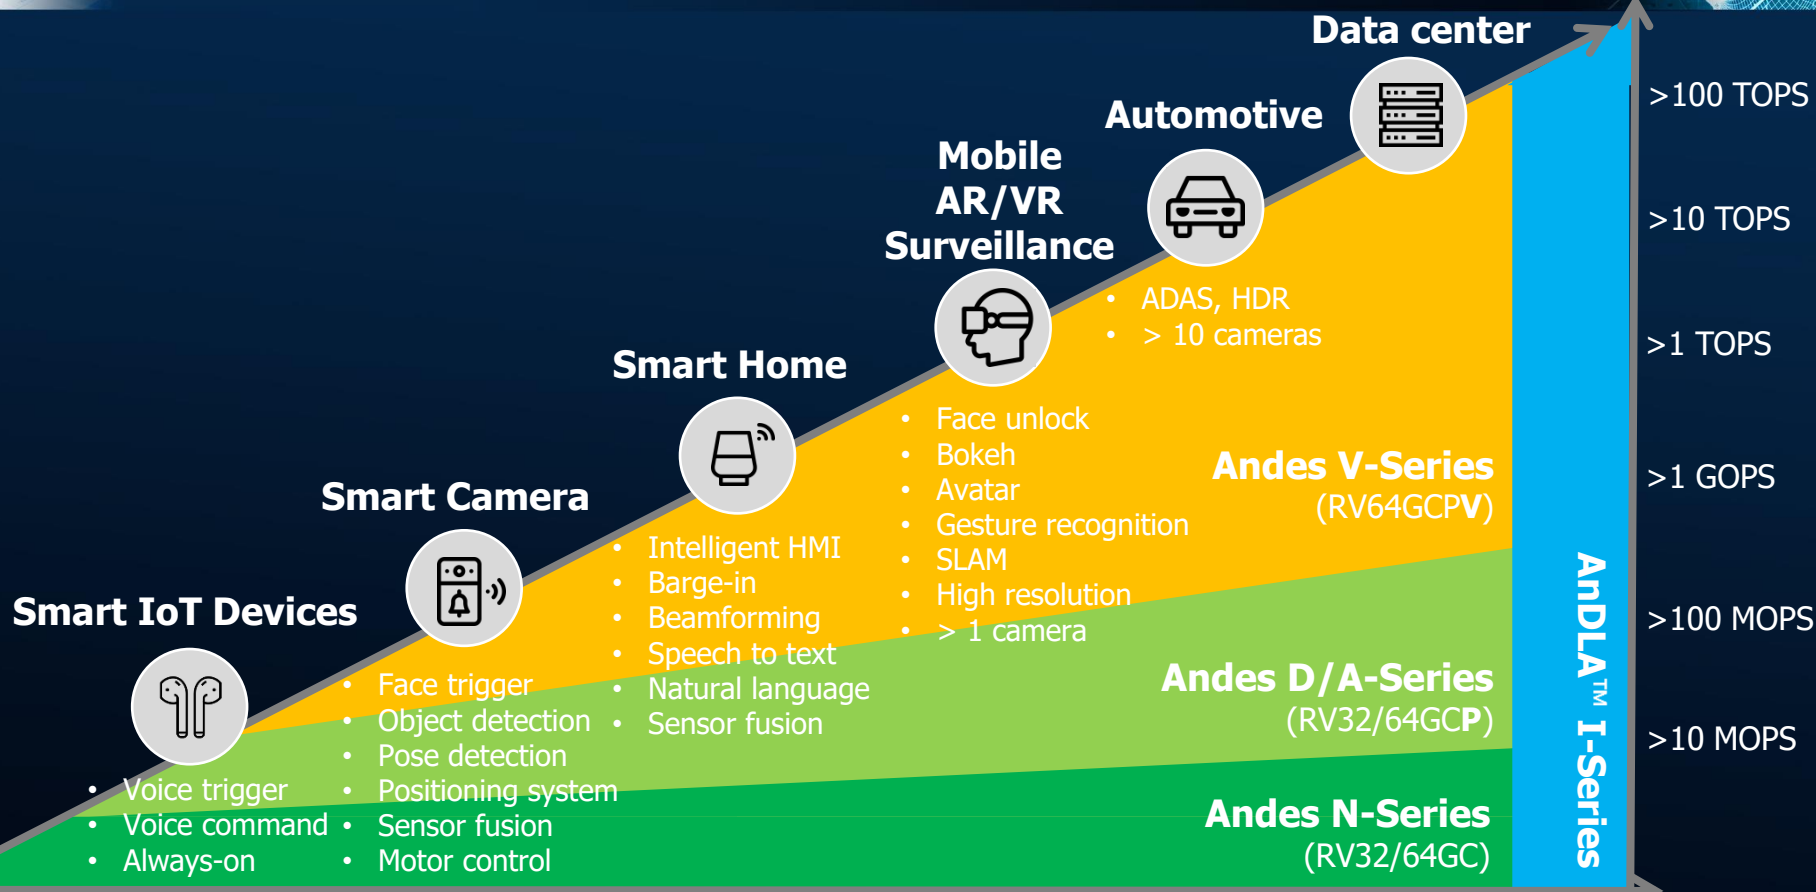 Data center
Automotive
Mobile
AR/VR
Surveillance
• ADAS, HDR
• > 10 cameras
Smart Home
• Face unlock
• Bokeh
• Avatar
• Gesture recognition
• SLAM
• High resolution
• > 1 camera
Smart Camera
• Intelligent HMI
• Barge-in
• Beamforming
• Speech to text
• Natural language
• Sensor fusion
Smart IoT Devices
• Face trigger
• Object detection
• Pose detection
• Positioning system
• Sensor fusion
• Motor control
• Voice trigger
• Voice command
• Always-on
Andes V-Series
(RV64GCPV)
Andes D/A-Series
(RV32/64GCP)
Andes N-Series
(RV32/64GC)
AnDLA™ I-Series
>100 TOPS
>10 TOPS
>1 TOPS
>1 GOPS
>100 MOPS
>10 MOPS